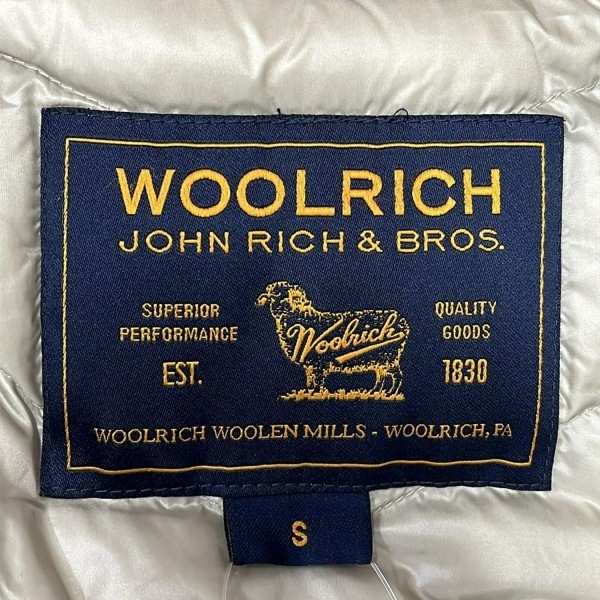 WOOLRICH
JOHN RICH & BROS.
SUPERIOR
PERFORMANCE
EST.
Woolrich
QUALITY
GOODS
1830
WOOLRICH WOOLEN MILLS - WOOLRICH, PA
S